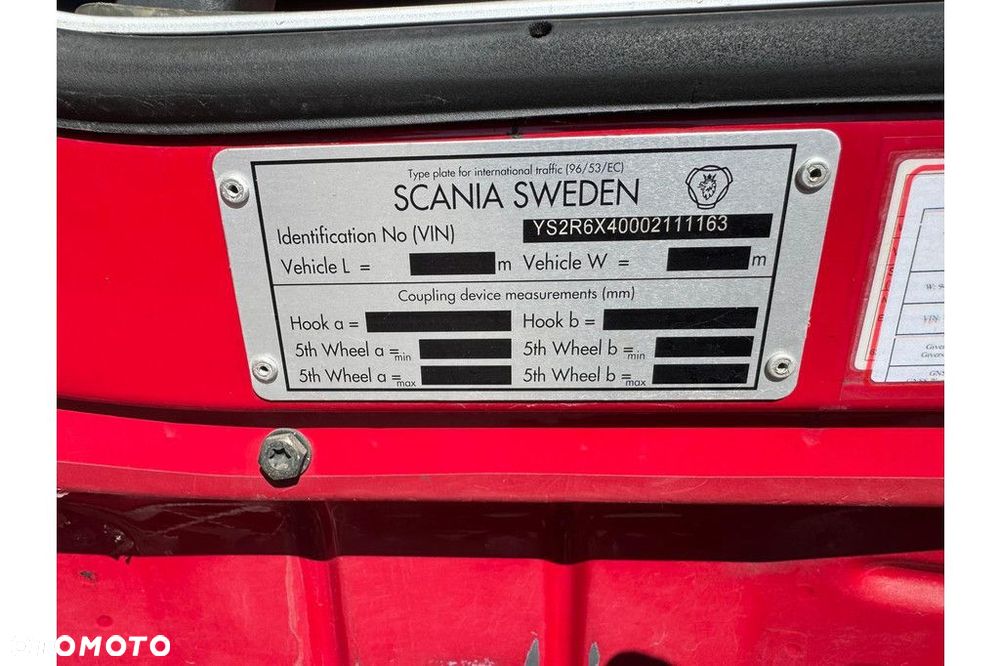 Type plate for international traffic (96/53/EC)
SCANIA SWEDEN
Identification No (VIN) YS2R6X40002111163
Vehicle L = m Vehicle W = m
Coupling device measurements (mm)
Hook a = Hook b =
5th Wheel a = min 5th Wheel b = min
5th Wheel a = max 5th Wheel b = max
OTOMOTO